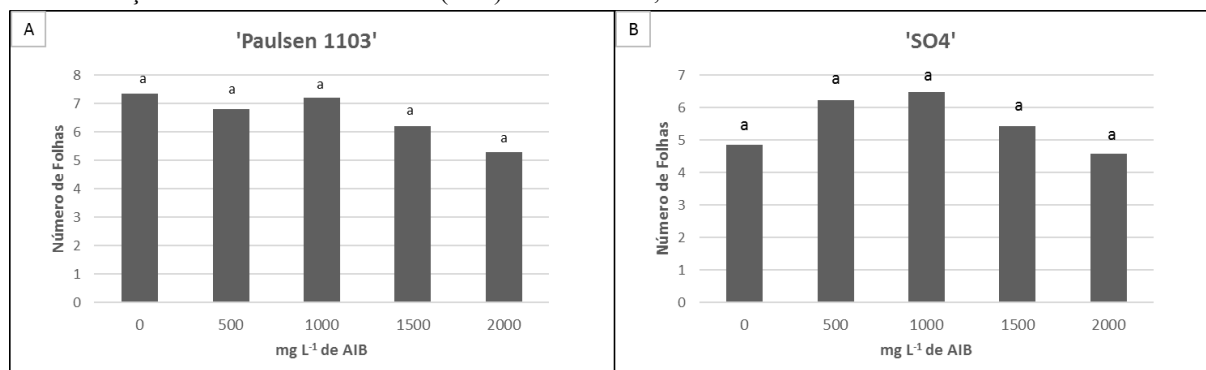 A
'Paulsen 1103'
Número de Folhas
8
7
6
5
4
3
2
1
0
a
a
a
a
a
0 500 1000 1500 2000
mg L⁻¹ de AIB
B
'SO4'
Número de Folhas
7
6
5
4
3
2
1
0
a
a
a
a
a
0 500 1000 1500 2000
mg L⁻¹ de AIB